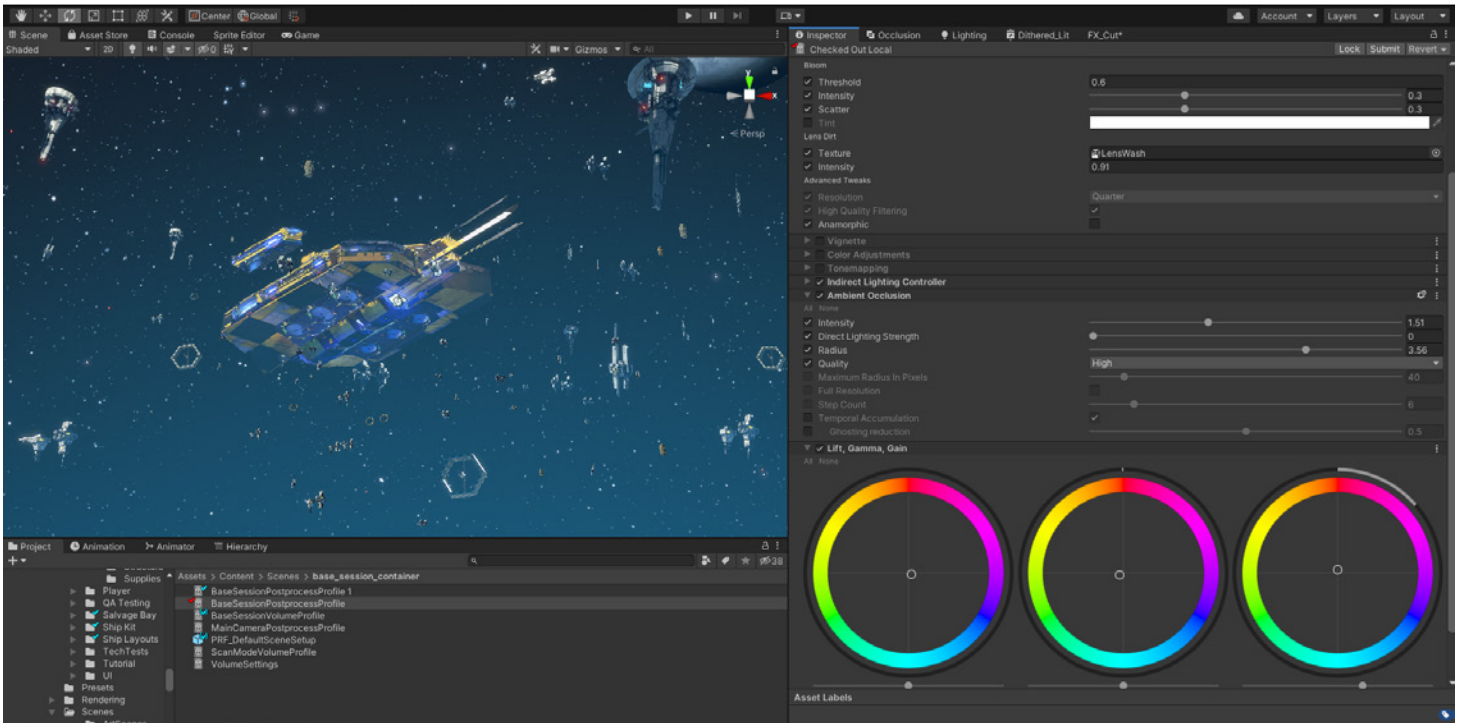 Center Global
Account Layers Layout
Scene Asset Store Console Sprite Editor Game
Shaded 2D 0 Gizmos All
y
x
Persp
Inspector Occlusion Lighting Dithered_Lit FX_Cut*
Checked Out Local Lock Submit Revert
Bloom
Threshold 0.6
Intensity 0.3
Scatter 0.3
Tint
Lens Dirt
Texture LensWash
Intensity 0.91
Advanced Tweaks
Resolution Quarter
High Quality Filtering
Anamorphic
Vignette
Color Adjustments
Tonemapping
Indirect Lighting Controller
Ambient Occlusion
All None
Intensity 1.51
Direct Lighting Strength 0
Radius 3.56
Quality High
Maximum Radius In Pixels 40
Full Resolution
Step Count 6
Temporal Accumulation
Ghosting reduction 0.5
Lift, Gamma, Gain
All None
Asset Labels
Project Animation Animator Hierarchy
38
Supplies
Player
QA Testing
Salvage Bay
Ship Kit
Ship Layouts
TechTests
Tutorial
UI
Presets
Rendering
Scenes
Assets > Content > Scenes > base_session_container
BaseSessionPostprocessProfile 1
BaseSessionPostprocessProfile
BaseSessionVolumeProfile
MainCameraPostprocessProfile
PRF_DefaultSceneSetup
ScanModeVolumeProfile
VolumeSettings